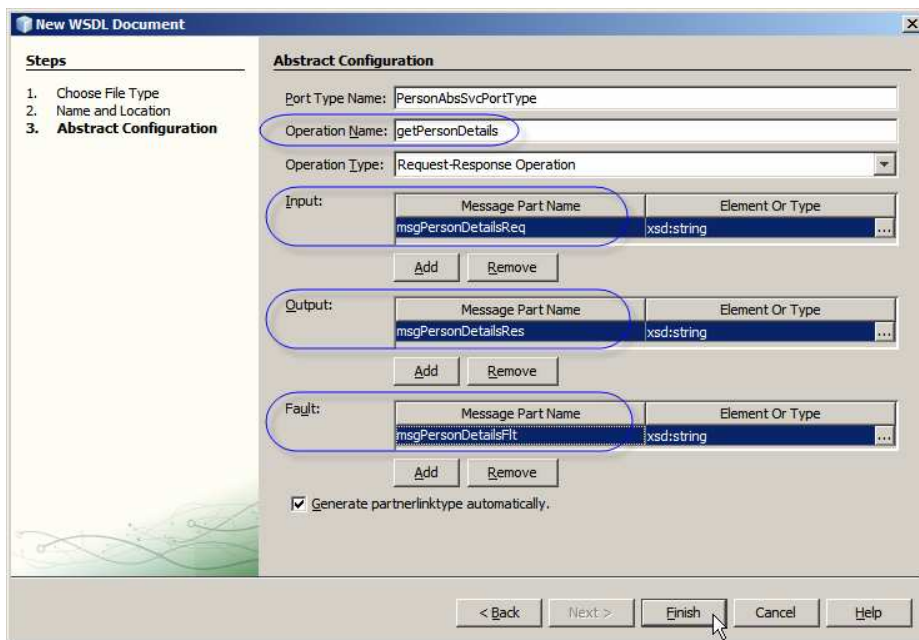 New WSDL Document
Steps
1. Choose File Type
2. Name and Location
3. Abstract Configuration
Abstract Configuration
Port Type Name: PersonAbsSvcPortType
Operation Name: getPersonDetails
Operation Type: Request-Response Operation
Input:
Message Part Name Element Or Type
msgPersonDetailsReq xsd:string ...
Add Remove
Output:
Message Part Name Element Or Type
msgPersonDetailsRes xsd:string ...
Add Remove
Fault:
Message Part Name Element Or Type
msgPersonDetailsFlt xsd:string ...
Add Remove
Generate partnerlinktype automatically.
< Back Next > Finish Cancel Help